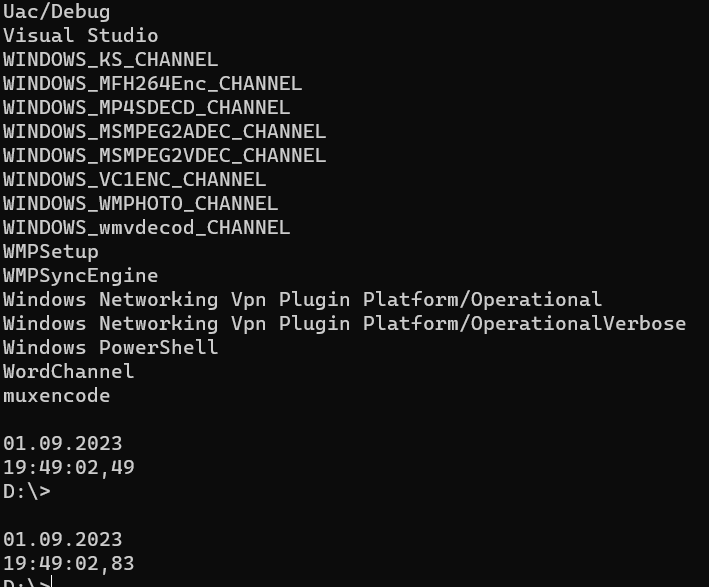 Uac/Debug
Visual Studio
WINDOWS_KS_CHANNEL
WINDOWS_MFH264Enc_CHANNEL
WINDOWS_MP4SDECD_CHANNEL
WINDOWS_MSMPEG2ADEC_CHANNEL
WINDOWS_MSMPEG2VDEC_CHANNEL
WINDOWS_VC1ENC_CHANNEL
WINDOWS_WMPHOTO_CHANNEL
WINDOWS_wmvdecod_CHANNEL
WMPSetup
WMPSyncEngine
Windows Networking Vpn Plugin Platform/Operational
Windows Networking Vpn Plugin Platform/OperationalVerbose
Windows PowerShell
WordChannel
muxencode
01.09.2023
19:49:02,49
D:\>
01.09.2023
19:49:02,83
D:\>